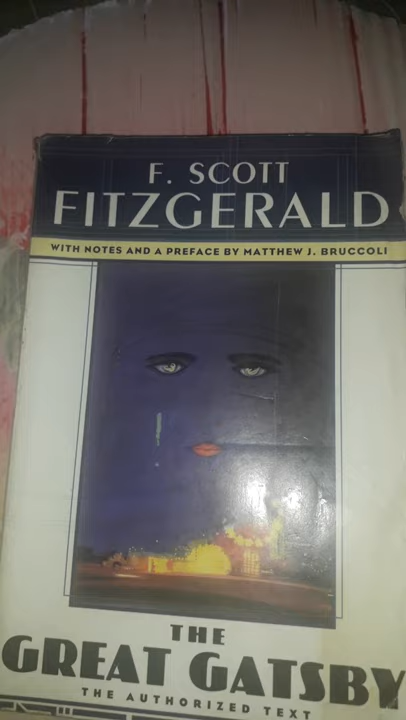 F. SCOTT
FITZGERALD
WITH NOTES AND A PREFACE BY MATTHEW J. BRUCCOLI
THE
GREAT GATSBY
THE AUTHORIZED TEXT